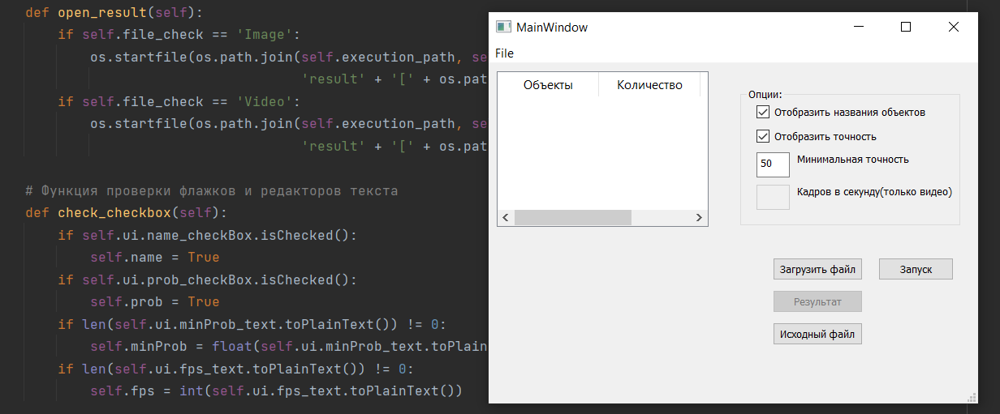 def open_result(self):
if self.file_check == 'Image':
os.startfile(os.path.join(self.execution_path, se
'result' + '[' + os.pat
if self.file_check == 'Video':
os.startfile(os.path.join(self.execution_path, se
'result' + '[' + os.pat
# Функция проверки флажков и редакторов текста
def check_checkbox(self):
if self.ui.name_checkBox.isChecked():
self.name = True
if self.ui.prob_checkBox.isChecked():
self.prob = True
if len(self.ui.minProb_text.toPlainText()) != 0:
self.minProb = float(self.ui.minProb_text.toPlain
if len(self.ui.fps_text.toPlainText()) != 0:
self.fps = int(self.ui.fps_text.toPlainText())
MainWindow
File
Объекты Количество
Опции:
Отобразить названия объектов
Отобразить точность
50 Минимальная точность
Кадров в секунду(только видео)
Загрузить файл Запуск
Результат
Исходный файл